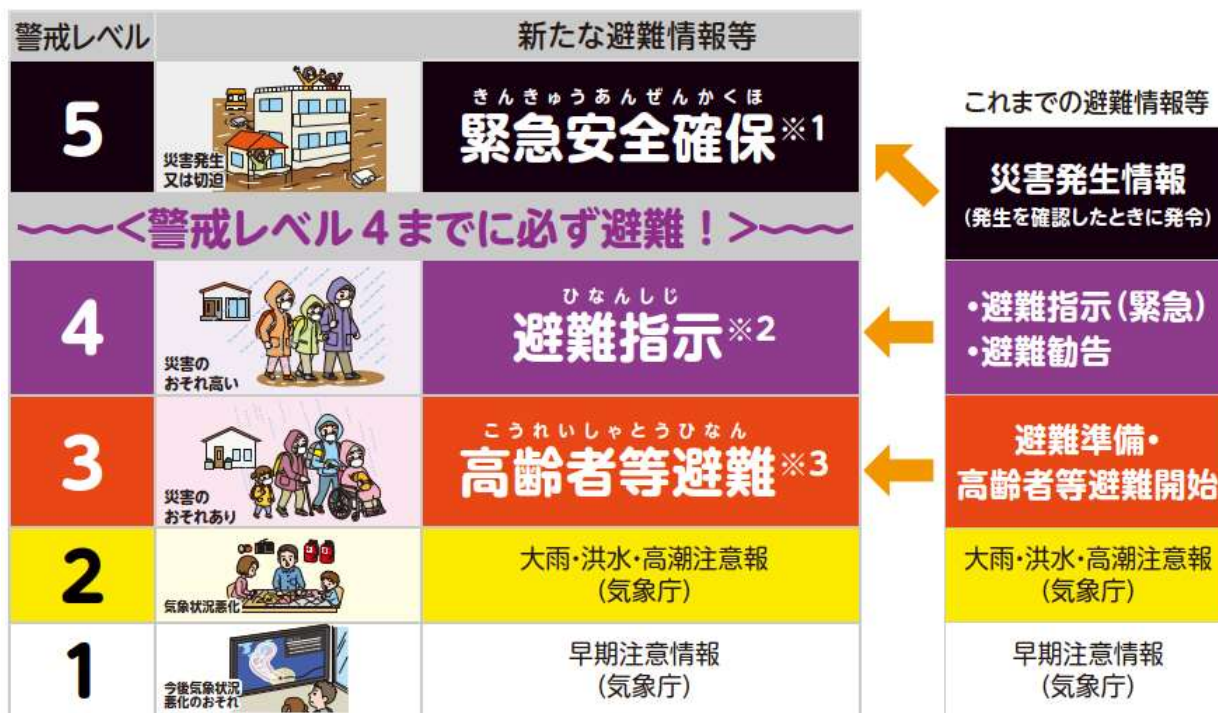 警戒レベル 新たな避難情報等
5
災害発生
又は切迫
きんきゅうあんぜんかくほ
緊急安全確保※1
〜〜〜<警戒レベル4までに必ず避難！>〜〜〜
4
災害の
おそれ高い
ひなんしじ
避難指示※2
3
災害の
おそれあり
こうれいしゃとうひなん
高齢者等避難※3
2
気象状況悪化
大雨・洪水・高潮注意報
(気象庁)
1
今後気象状況
悪化のおそれ
早期注意情報
(気象庁)
これまでの避難情報等
災害発生情報
(発生を確認したときに発令)
・避難指示(緊急)
・避難勧告
避難準備・
高齢者等避難開始
大雨・洪水・高潮注意報
(気象庁)
早期注意情報
(気象庁)